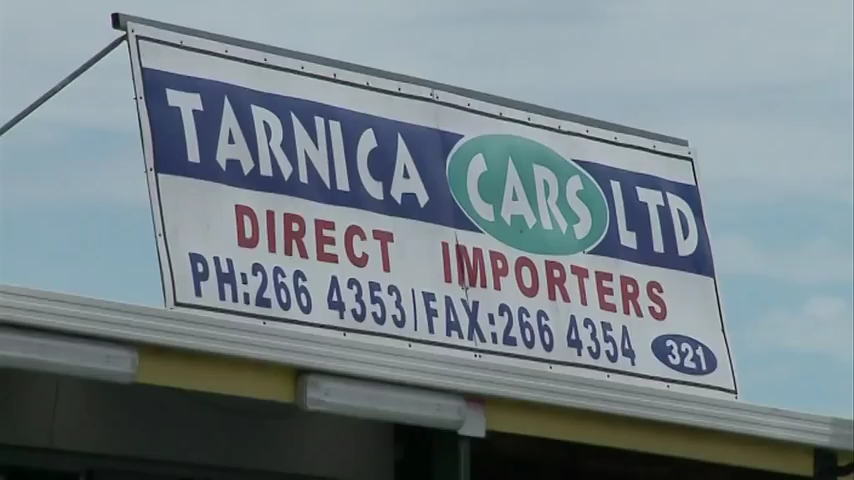 TARNICA CARS LTD
DIRECT IMPORTERS
PH:266 4353/FAX:266 4354
321